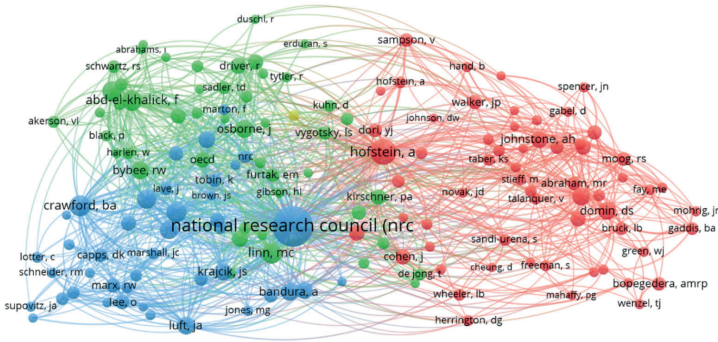 duschl, r
sampson, v
abrahams, i
erduran, s
schwartz, rs
driver, r
hand, b
tytler, r
hofstein, a
sadler, td
spencer, jn
abd-el-khalick, f
marton, f
kuhn, d
walker, jp
gabel, d
akerson, vl
osborne, j
vygotsky, ls
dori, yj
johnson, dw
black, p
johnstone, ah
harlen, w
oecd
nrc
hofstein, a
taber, ks
moog, rs
bybee, rw
furtak, em
lave, j
tobin, k
stieff, m
abraham, mr
fay, me
brown, js
gibson, hl
kirschner, pa
novak, jd
talanquer, v
crawford, ba
domin, ds
mohrig, jr
national research council (nrc
bruck, lb
gaddis, ba
sandi-urena, s
lotter, c
capps, dk
marshall, jc
linn, mc
cohen, j
green, wj
schneider, rm
krajcik, js
de jong, t
cheung, d
freeman, s
marx, rw
bopegedera, amrp
supovitz, ja
lee, o
bandura, a
wheeler, lb
mahaffy, pg
wenzel, tj
jones, mg
luft, ja
herrington, dg